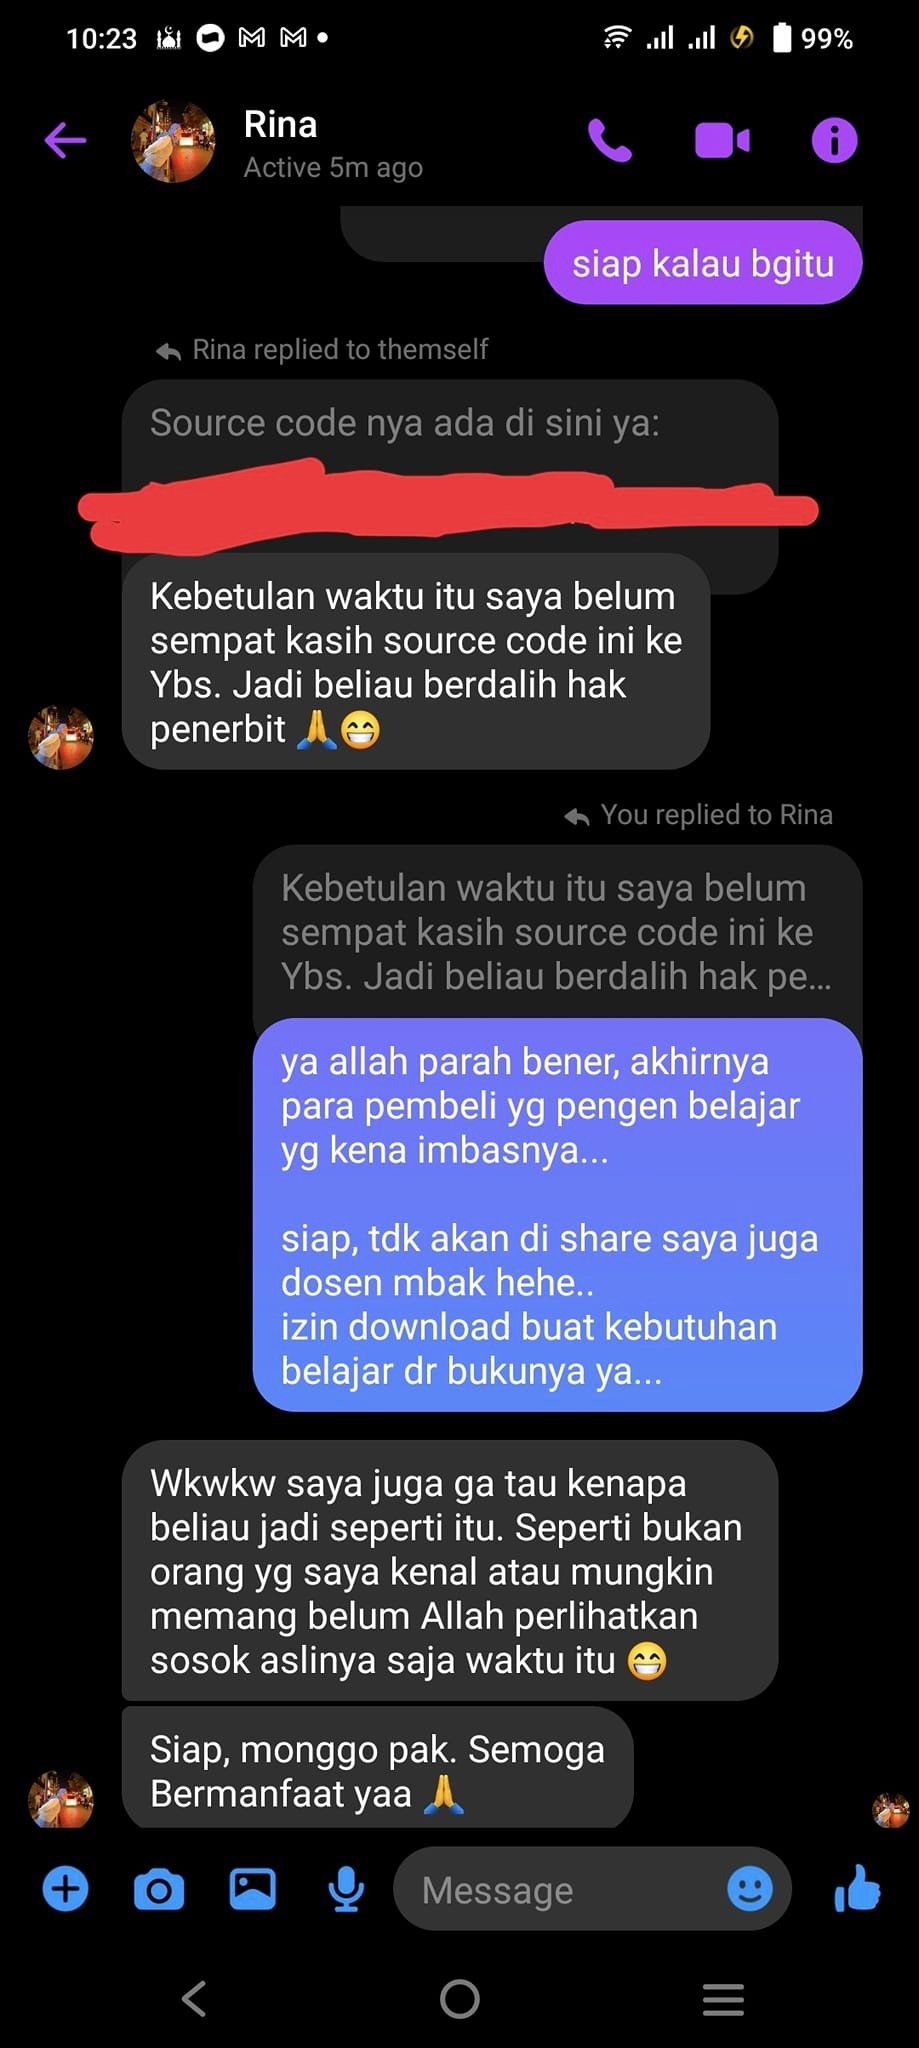 10:23
99%
Rina
Active 5m ago
siap kalau bgitu
Rina replied to themself
Source code nya ada di sini ya:
Kebetulan waktu itu saya belum
sempat kasih source code ini ke
Ybs. Jadi beliau berdalih hak
penerbit 🙏😁
You replied to Rina
Kebetulan waktu itu saya belum
sempat kasih source code ini ke
Ybs. Jadi beliau berdalih hak pe...
ya allah parah bener, akhirnya
para pembeli yg pengen belajar
yg kena imbasnya...
siap, tdk akan di share saya juga
dosen mbak hehe..
izin download buat kebutuhan
belajar dr bukunya ya...
Wkwkw saya juga ga tau kenapa
beliau jadi seperti itu. Seperti bukan
orang yg saya kenal atau mungkin
memang belum Allah perlihatkan
sosok aslinya saja waktu itu 😁
Siap, monggo pak. Semoga
Bermanfaat yaa 🙏
Message